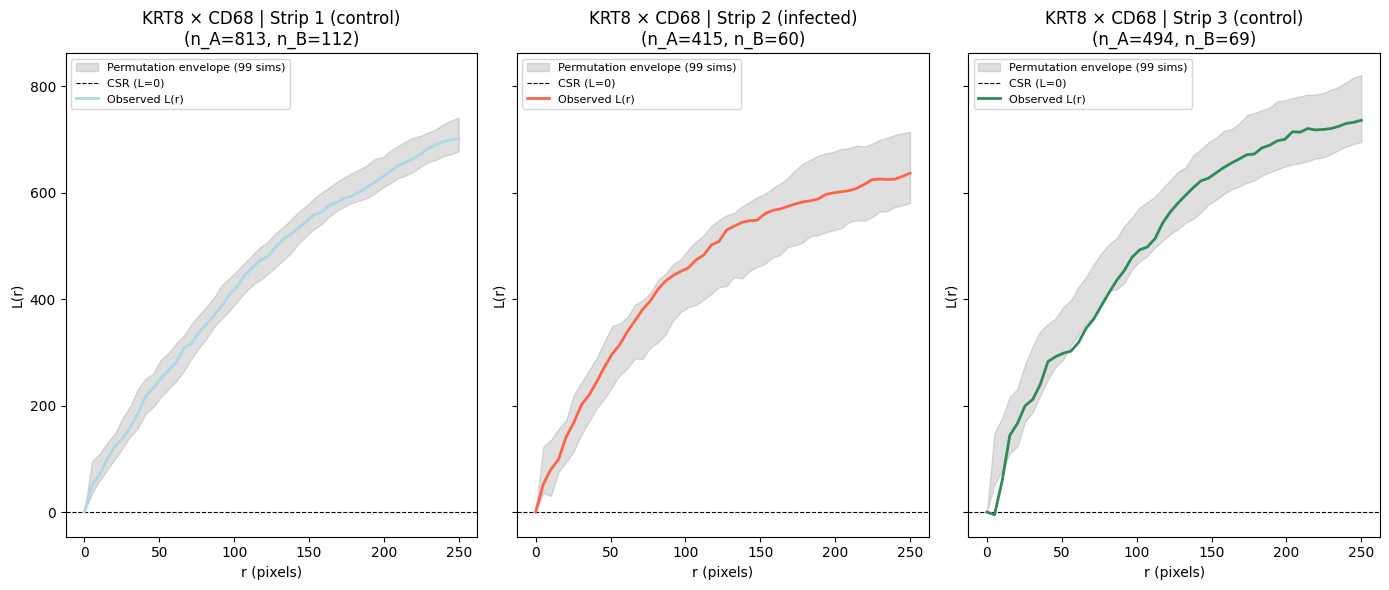 KRT8 × CD68 | Strip 1 (control)
(n_A=813, n_B=112)
Permutation envelope (99 sims)
CSR (L=0)
Observed L(r)
L(r)
800
600
400
200
0
0 50 100 150 200 250
r (pixels)
KRT8 × CD68 | Strip 2 (infected)
(n_A=415, n_B=60)
Permutation envelope (99 sims)
CSR (L=0)
Observed L(r)
L(r)
0 50 100 150 200 250
r (pixels)
KRT8 × CD68 | Strip 3 (control)
(n_A=494, n_B=69)
Permutation envelope (99 sims)
CSR (L=0)
Observed L(r)
L(r)
0 50 100 150 200 250
r (pixels)